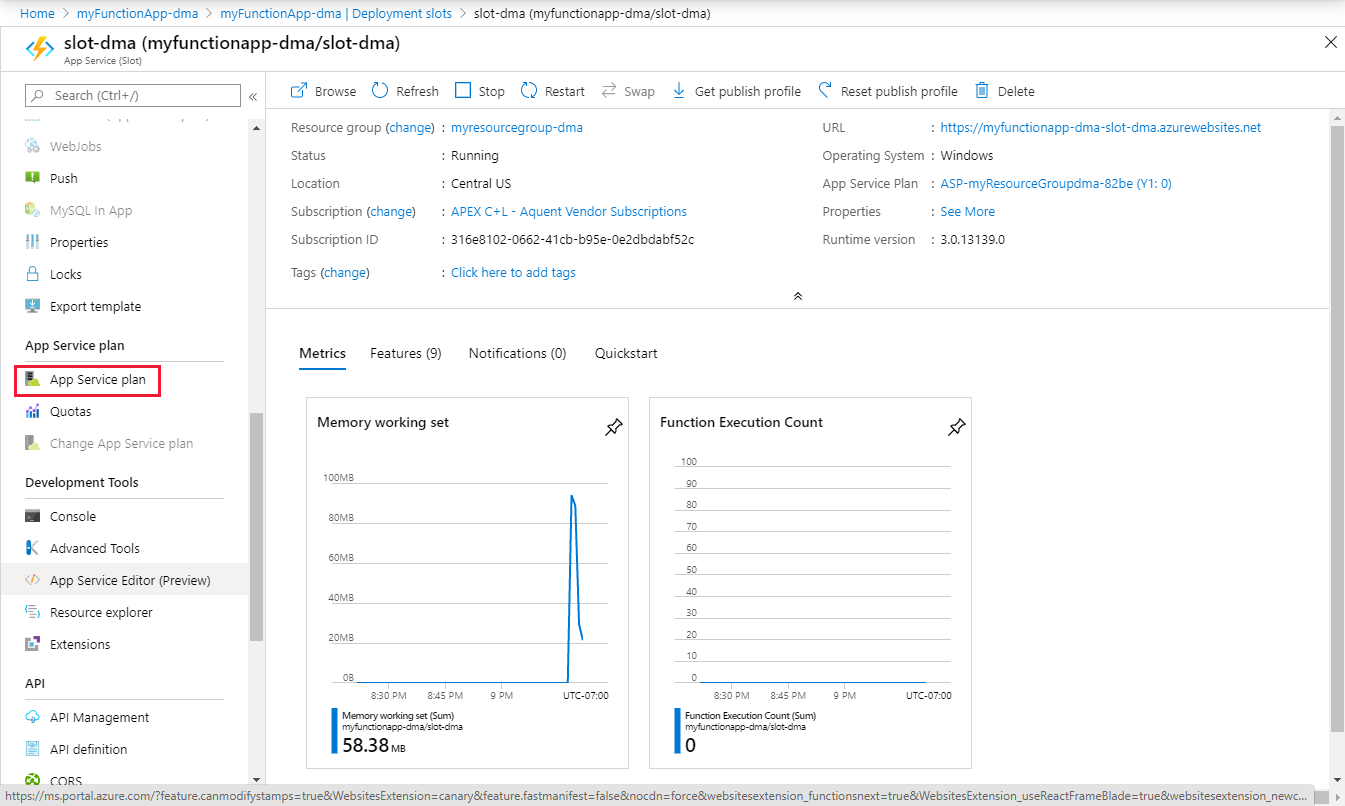 Home > myFunctionApp-dma > myFunctionApp-dma | Deployment slots > slot-dma (myfunctionapp-dma/slot-dma)
slot-dma (myfunctionapp-dma/slot-dma)
App Service (Slot)
Search (Ctrl+/)
WebJobs
Push
MySQL In App
Properties
Locks
Export template
App Service plan
App Service plan
Quotas
Change App Service plan
Development Tools
Console
Advanced Tools
App Service Editor (Preview)
Resource explorer
Extensions
API
API Management
API definition
CORS
Browse Refresh Stop Restart Swap Get publish profile Reset publish profile Delete
Resource group (change) : myresourcegroup-dma
Status : Running
Location : Central US
Subscription (change) : APEX C+L - Aquent Vendor Subscriptions
Subscription ID : 316e8102-0662-41cb-b95e-0e2dbdabf52c
Tags (change) : Click here to add tags
URL : https://myfunctionapp-dma-slot-dma.azurewebsites.net
Operating System : Windows
App Service Plan : ASP-myResourceGroupdma-82be (Y1: 0)
Properties : See More
Runtime version : 3.0.13139.0
Metrics Features (9) Notifications (0) Quickstart
Memory working set
100MB
80MB
60MB
40MB
20MB
0B
8:30 PM 8:45 PM 9 PM UTC-07:00
Memory working set (Sum)
myfunctionapp-dma/slot-dma
58.38 MB
Function Execution Count
100
90
80
70
60
50
40
30
20
10
0
8:30 PM 8:45 PM 9 PM UTC-07:00
Function Execution Count (Sum)
myfunctionapp-dma/slot-dma
0
https://ms.portal.azure.com/?feature.canmodifystamps=true&WebsitesExtension=canary&feature.fastmanifest=false&nocdn=force&websitesextension_functionsnext=true&WebsitesExtension_useReactFrameBlade=true&websitesextension_newc...